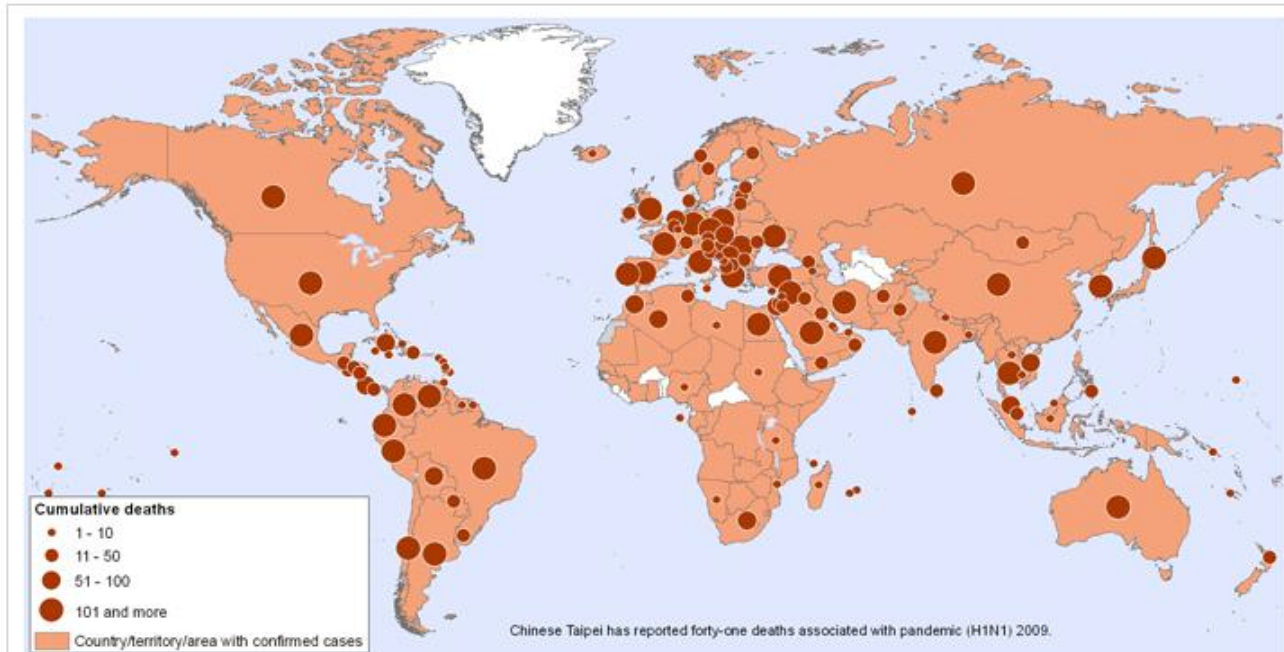 Cumulative deaths
1 - 10
11 - 50
51 - 100
101 and more
Country/territory/area with confirmed cases
Chinese Taipei has reported forty-one deaths associated with pandemic (H1N1) 2009.